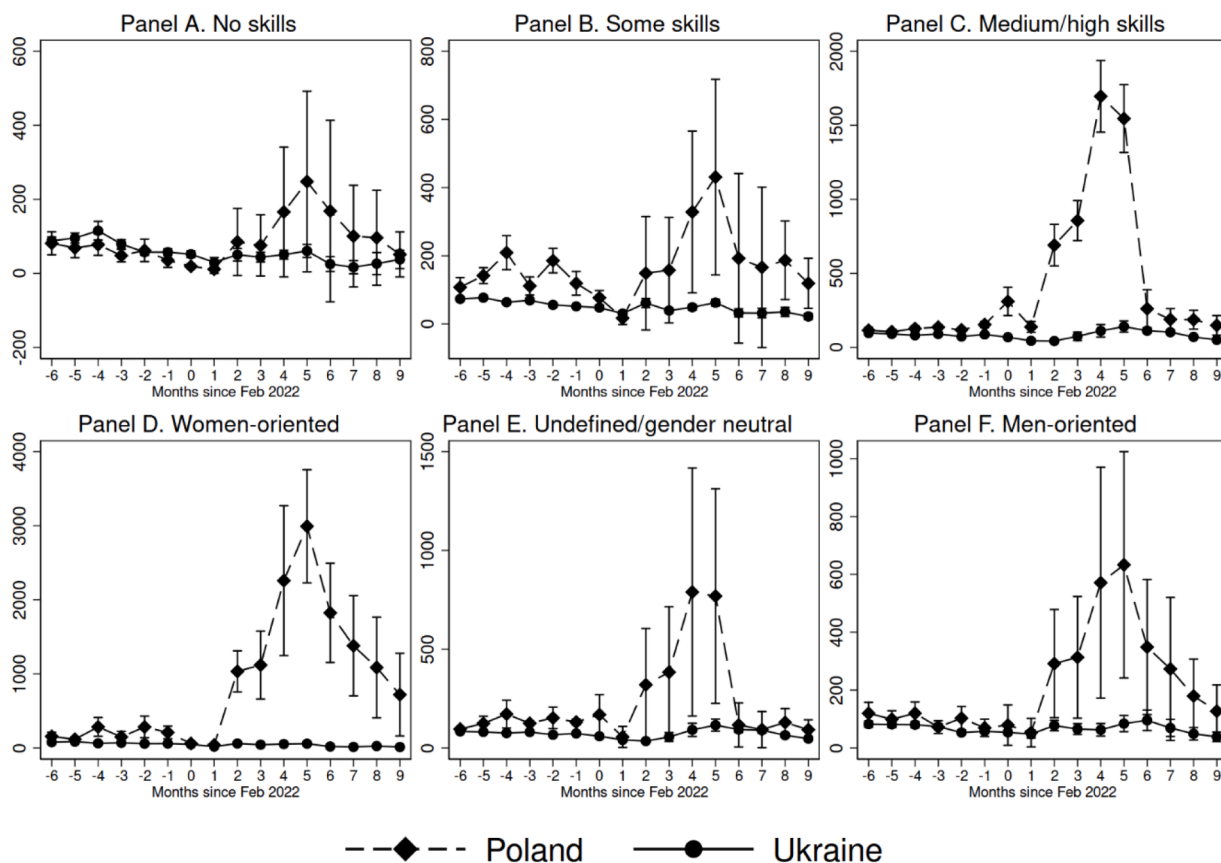 Panel A. No skills
600
400
200
0
-200
-6 -5 -4 -3 -2 -1 0 1 2 3 4 5 6 7 8 9
Months since Feb 2022
Panel B. Some skills
800
600
400
200
0
-6 -5 -4 -3 -2 -1 0 1 2 3 4 5 6 7 8 9
Months since Feb 2022
Panel C. Medium/high skills
2000
1500
1000
500
0
-6 -5 -4 -3 -2 -1 0 1 2 3 4 5 6 7 8 9
Months since Feb 2022
Panel D. Women-oriented
4000
3000
2000
1000
0
-6 -5 -4 -3 -2 -1 0 1 2 3 4 5 6 7 8 9
Months since Feb 2022
Panel E. Undefined/gender neutral
1500
1000
500
0
-6 -5 -4 -3 -2 -1 0 1 2 3 4 5 6 7 8 9
Months since Feb 2022
Panel F. Men-oriented
1000
800
600
400
200
0
-6 -5 -4 -3 -2 -1 0 1 2 3 4 5 6 7 8 9
Months since Feb 2022
Poland Ukraine